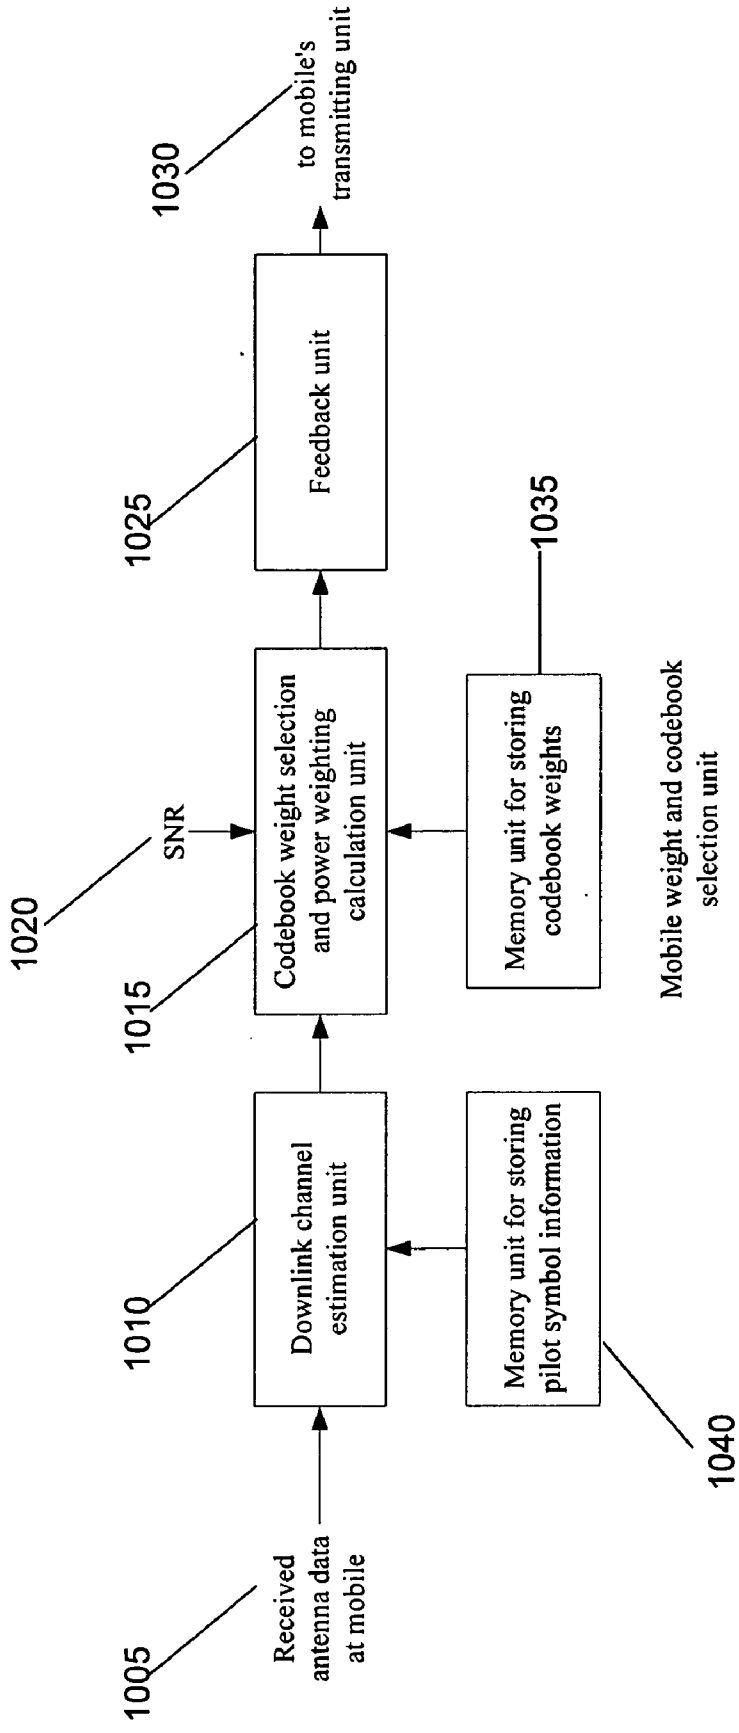 1005
Received
antenna data
at mobile
1010
Downlink channel
estimation unit
1040
Memory unit for storing
pilot symbol information
1015
Codebook weight selection
and power weighting
calculation unit
1020
SNR
1035
Memory unit for storing
codebook weights
1025
Feedback unit
1030
to mobile's
transmitting unit
Mobile weight and codebook
selection unit